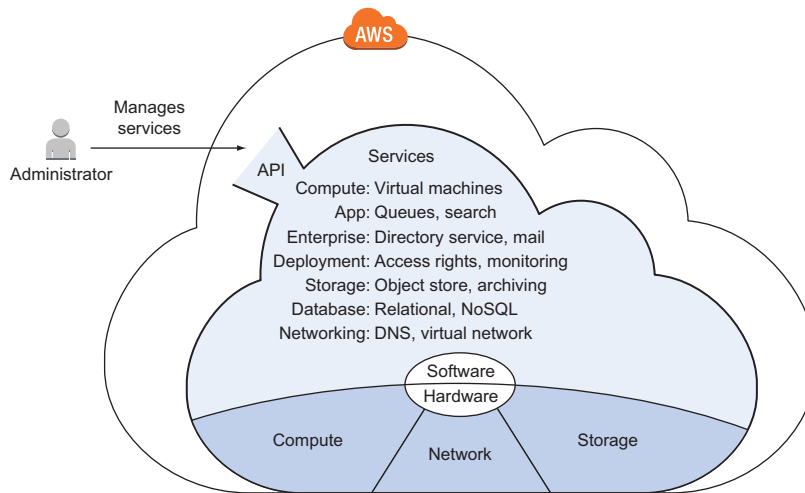 AWS
Manages
services
Administrator
API
Services
Compute: Virtual machines
App: Queues, search
Enterprise: Directory service, mail
Deployment: Access rights, monitoring
Storage: Object store, archiving
Database: Relational, NoSQL
Networking: DNS, virtual network
Software
Hardware
Compute
Network
Storage